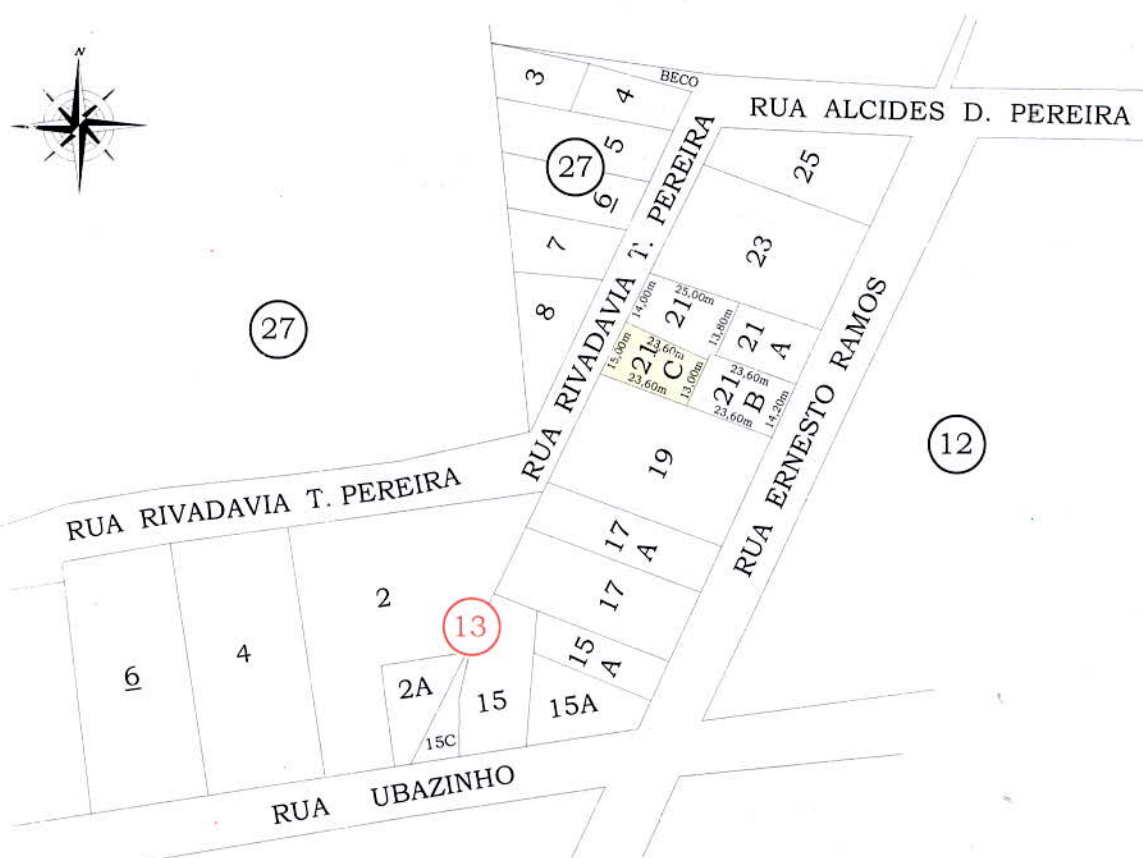 N
BECO
RUA ALCIDES D. PEREIRA
3
4
5
27
6
7
8
25
23
RUA RIVADAVIA T. PEREIRA
14,00m
25,00m
21
13,80m
21
A
27
15,00m
23,60m
21
C
23,60m
13,00m
23,60m
21
B
23,60m
14,20m
RUA ERNESTO RAMOS
12
19
RUA RIVADAVIA T. PEREIRA
17
A
17
2
13
15
A
4
6
2A
15
15A
15C
RUA UBAZINHO